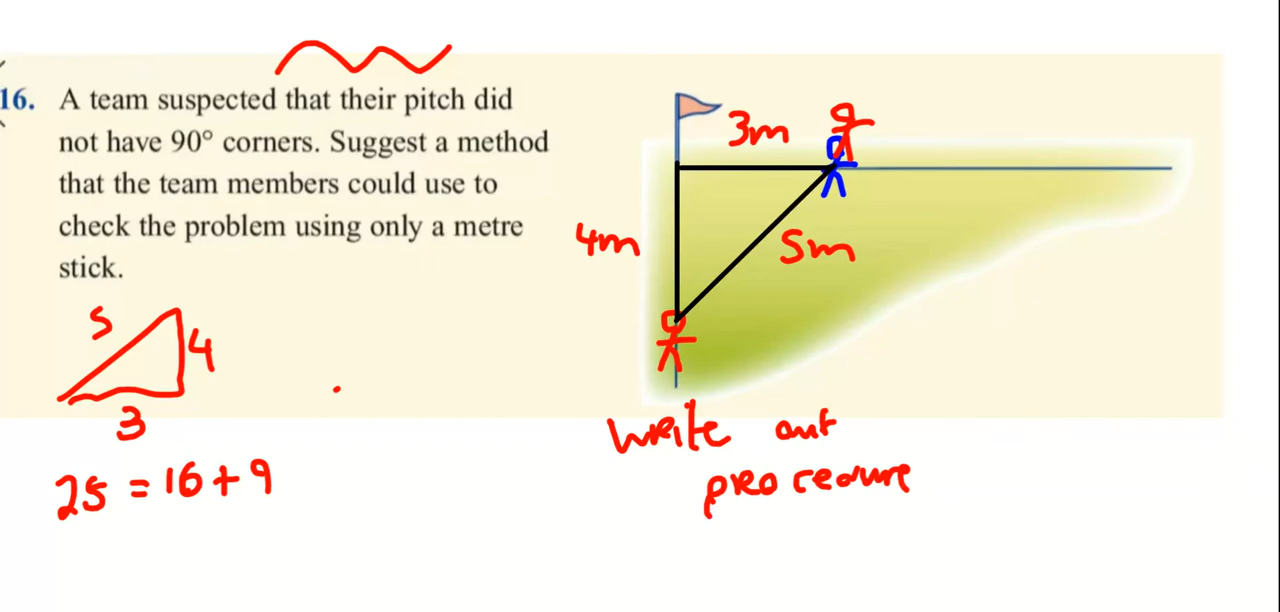 16. A team suspected that their pitch did
not have 90° corners. Suggest a method
that the team members could use to
check the problem using only a metre
stick.
3m
4m
5m
5
4
3
25 = 16 + 9
write out
procedure